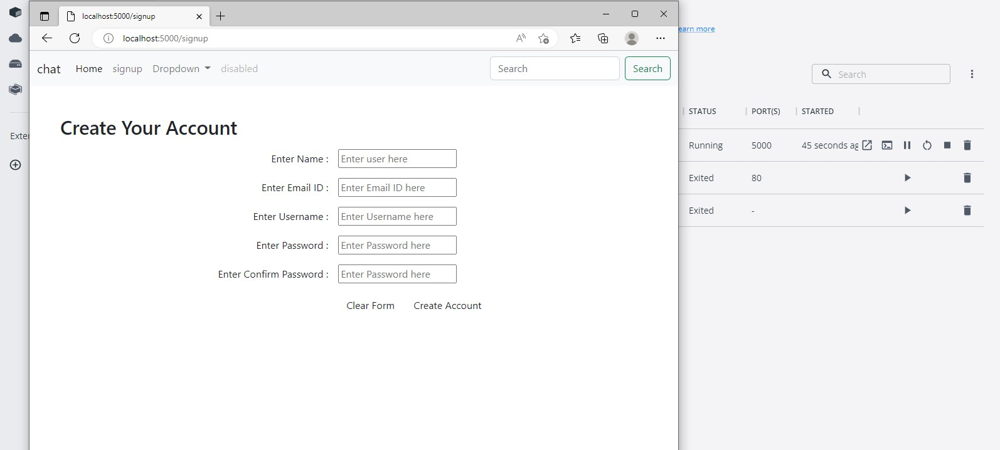 localhost:5000/signup
localhost:5000/signup
earn more
chat Home signup Dropdown disabled Search Search
Search
STATUS PORT(S) STARTED
Create Your Account
Exter
Running 5000 45 seconds ag
Enter Name : Enter user here
Exited 80
Enter Email ID : Enter Email ID here
Exited -
Enter Username : Enter Username here
Enter Password : Enter Password here
Enter Confirm Password : Enter Password here
Clear Form Create Account